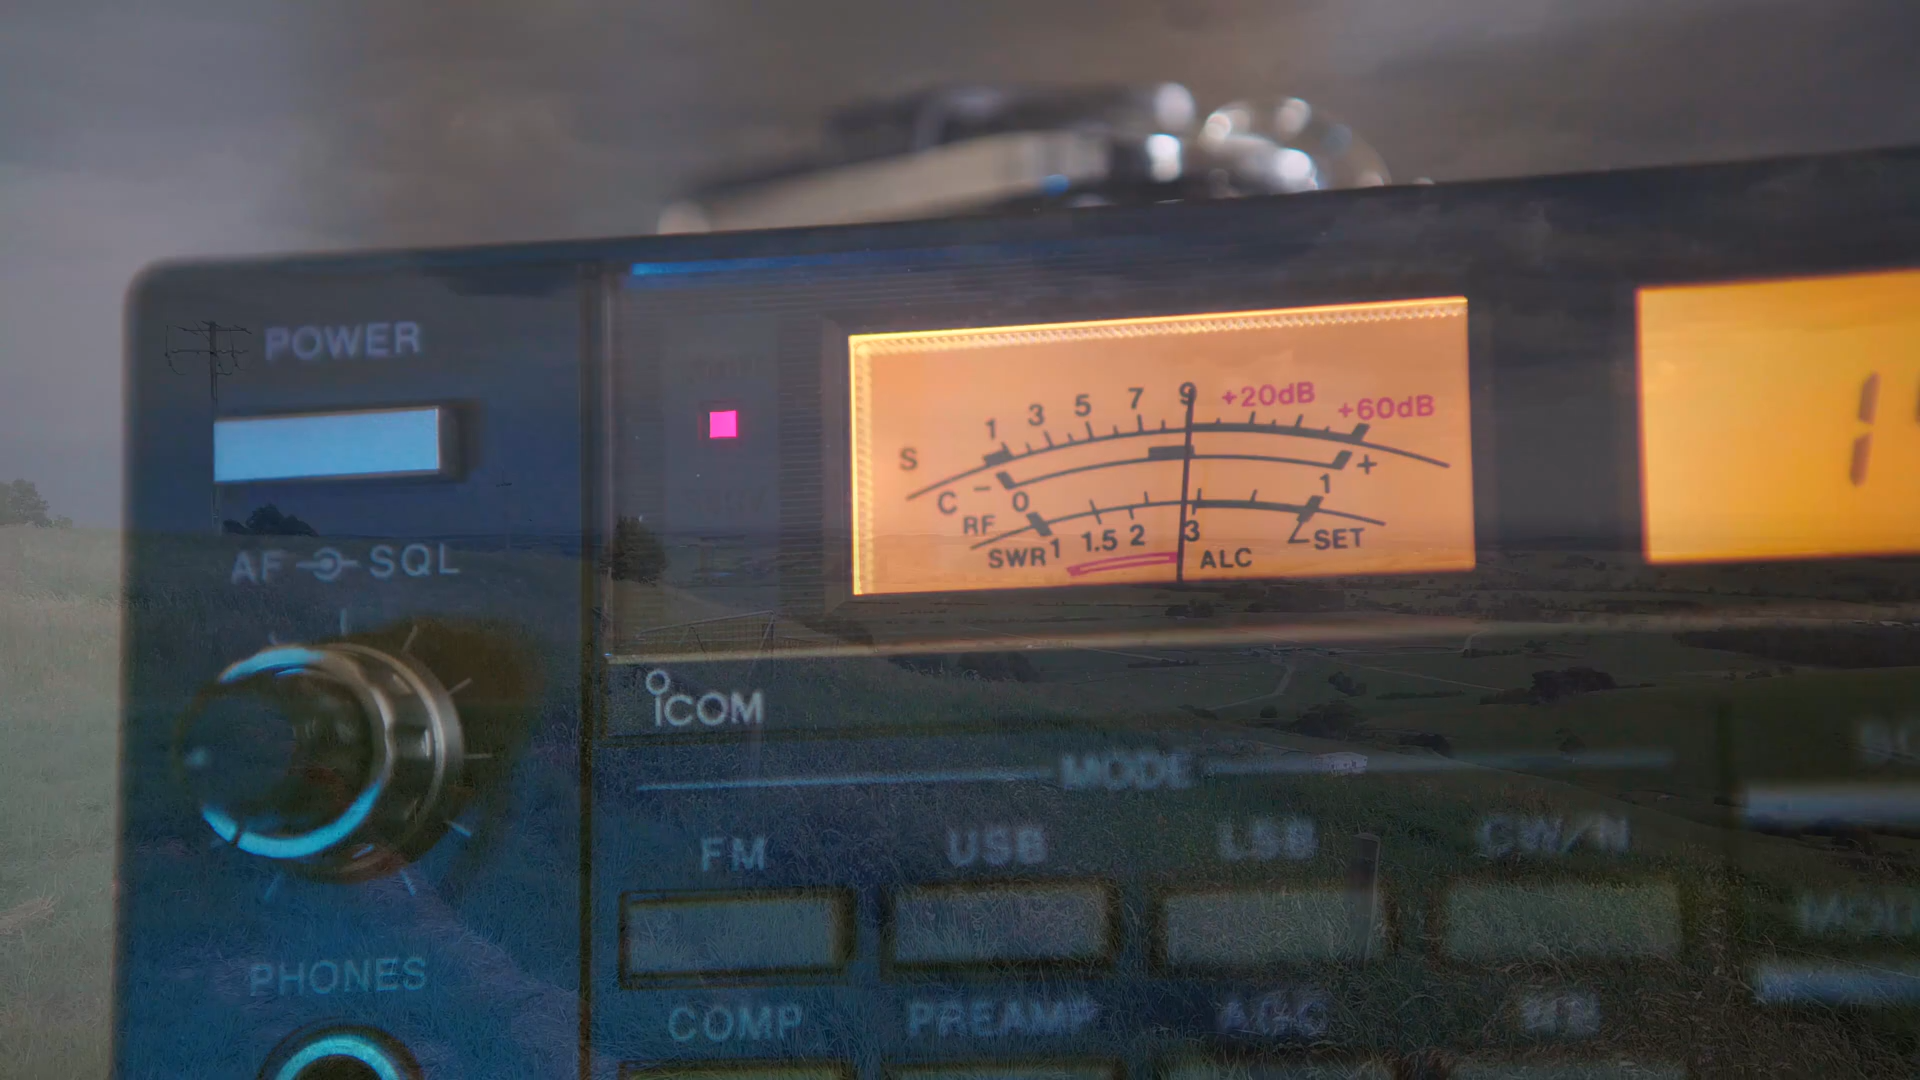 POWER
1 3 5 7 9 +20dB +60dB
S
C - +
RF 0 1
SWR 1 1.5 2 3 ALC SET
AF SQL
iCOM
MODE
FM USB LSB CW/N
PHONES
COMP PREAMP AGC